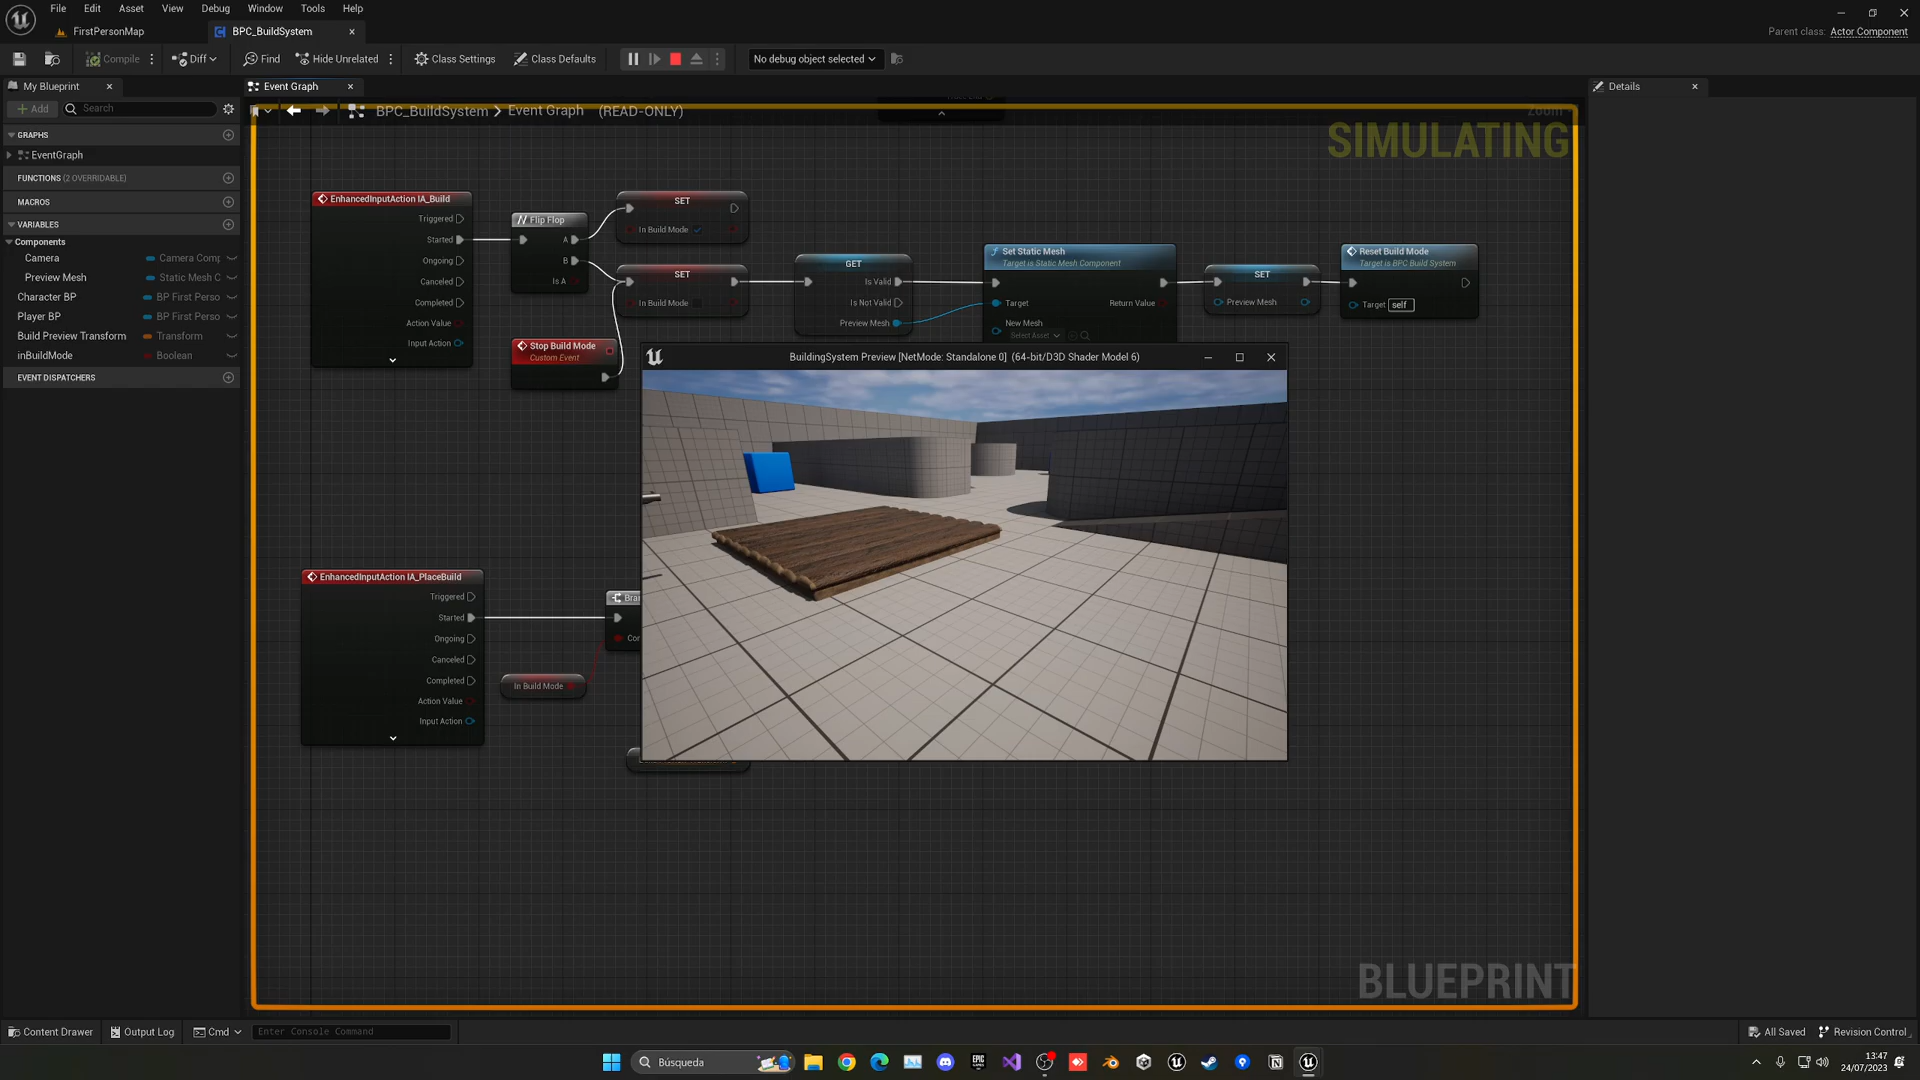 File Edit Asset View Debug Window Tools Help
FirstPersonMap
BPC_BuildSystem
Parent class: Actor Component
Compile
Diff
Find
Hide Unrelated
Class Settings
Class Defaults
No debug object selected
My Blueprint
Event Graph
Details
Add
Search
BPC_BuildSystem > Event Graph (READ-ONLY)
Zoom
SIMULATING
GRAPHS
EventGraph
FUNCTIONS (2 OVERRIDABLE)
MACROS
VARIABLES
Components
Camera Camera Comp
Preview Mesh Static Mesh C
Character BP BP First Perso
Player BP BP First Perso
Build Preview Transform Transform
inBuildMode Boolean
EVENT DISPATCHERS
EnhancedInputAction IA_Build
Triggered
Started
Ongoing
Canceled
Completed
Action Value
Input Action
Flip Flop
A
B
Is A
SET
In Build Mode
SET
In Build Mode
Stop Build Mode
Custom Event
GET
Is Valid
Is Not Valid
Preview Mesh
Set Static Mesh
Target is Static Mesh Component
Target
Return Value
New Mesh
Select Asset
SET
Preview Mesh
Reset Build Mode
Target is BPC Build System
Target self
BuildingSystem Preview [NetMode: Standalone 0] (64-bit/D3D Shader Model 6)
EnhancedInputAction IA_PlaceBuild
Triggered
Started
Ongoing
Canceled
Completed
Action Value
Input Action
Bran
Con
In Build Mode
BLUEPRINT
Content Drawer
Output Log
Cmd
Enter Console Command
All Saved
Revision Control
Búsqueda
EPIC
GAMES
13:47
24/07/2023